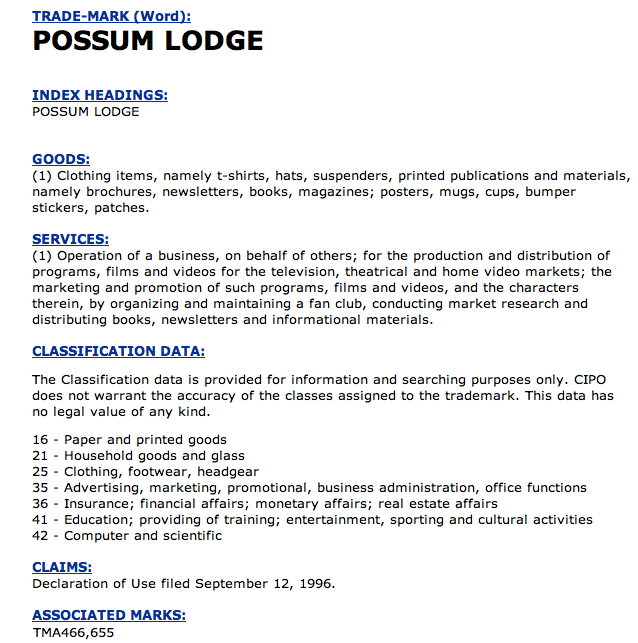 TRADE-MARK (Word):
POSSUM LODGE
INDEX HEADINGS:
POSSUM LODGE
GOODS:
(1) Clothing items, namely t-shirts, hats, suspenders, printed publications and materials,
namely brochures, newsletters, books, magazines; posters, mugs, cups, bumper
stickers, patches.
SERVICES:
(1) Operation of a business, on behalf of others; for the production and distribution of
programs, films and videos for the television, theatrical and home video markets; the
marketing and promotion of such programs, films and videos, and the characters
therein, by organizing and maintaining a fan club, conducting market research and
distributing books, newsletters and informational materials.
CLASSIFICATION DATA:
The Classification data is provided for information and searching purposes only. CIPO
does not warrant the accuracy of the classes assigned to the trademark. This data has
no legal value of any kind.
16 - Paper and printed goods
21 - Household goods and glass
25 - Clothing, footwear, headgear
35 - Advertising, marketing, promotional, business administration, office functions
36 - Insurance; financial affairs; monetary affairs; real estate affairs
41 - Education; providing of training; entertainment, sporting and cultural activities
42 - Computer and scientific
CLAIMS:
Declaration of Use filed September 12, 1996.
ASSOCIATED MARKS:
TMA466,655